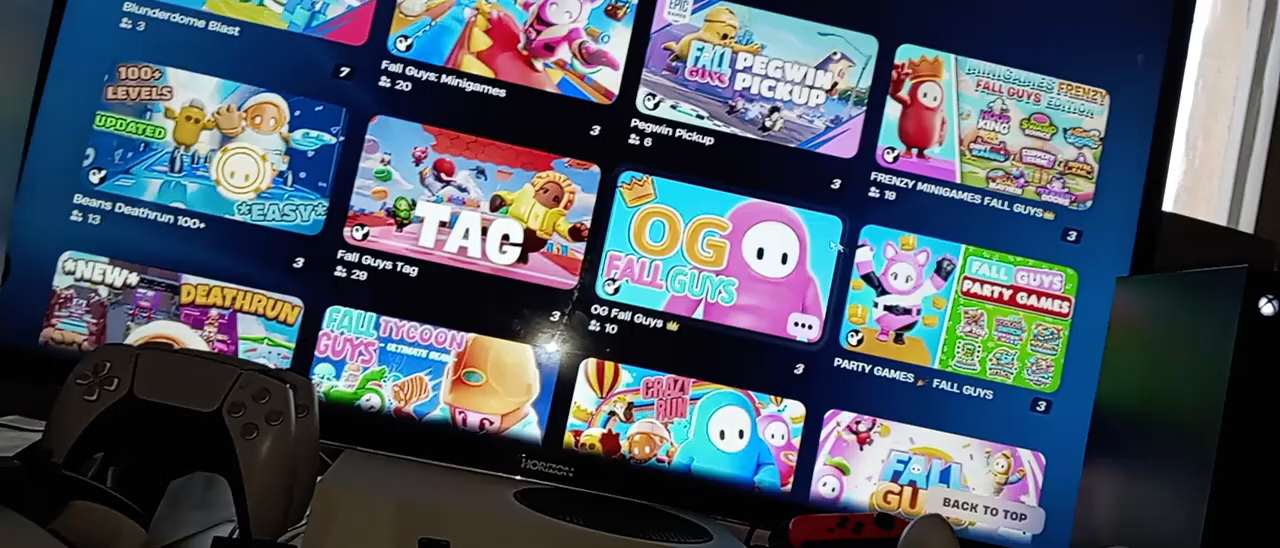 Blunderdome Blast
3
7
Fall Guys: Minigames
20
3
EPIC
GAMES
FALL
GUYS
PEGWIN
PICKUP
Pegwin Pickup
6
3
MINIGAMES FRENZY
FALL GUYS EDITION
FRENZY MINIGAMES FALL GUYS👑
19
3
100+
LEVELS
UPDATED
*EASY*
Beans Deathrun 100+
13
3
TAG
Fall Guys Tag
29
3
OG
FALL GUYS
OG Fall Guys 👑
10
3
FALL GUYS
PARTY GAMES
PARTY GAMES 🎉 FALL GUYS
3
*NEW*
DEATHRUN
FALL
GUYS
TYCOON
CRAZY
RUN
FALL
BACK TO TOP
HORIZON